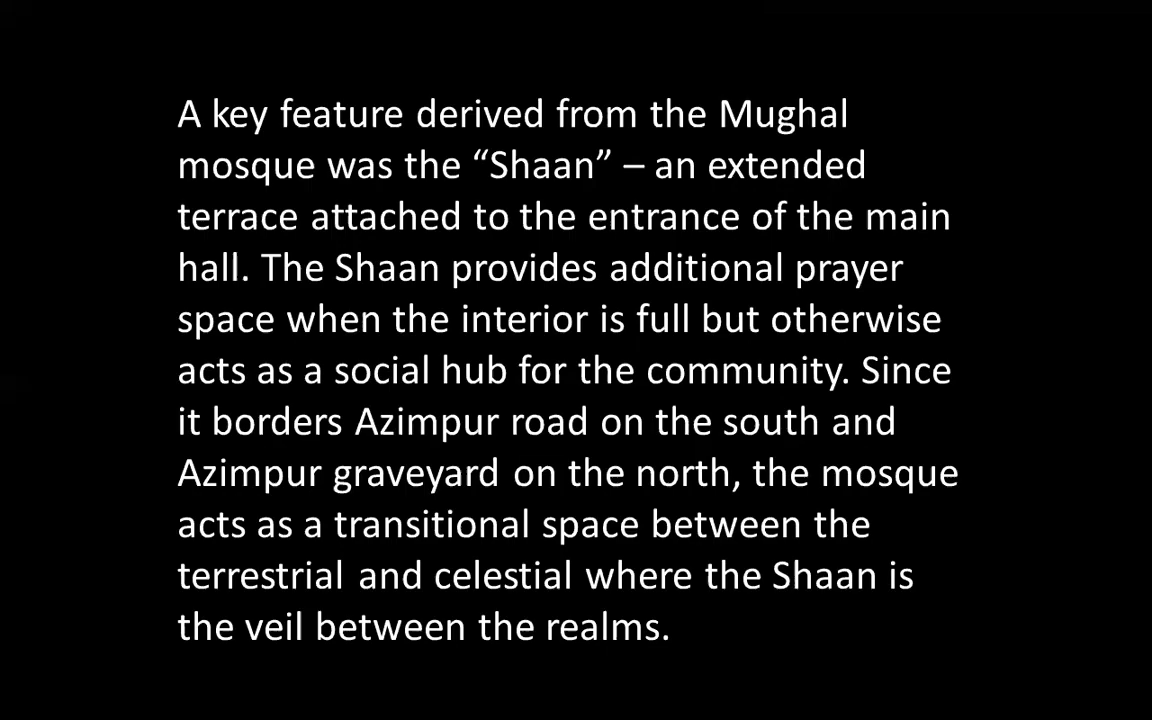 A key feature derived from the Mughal
mosque was the “Shaan” – an extended
terrace attached to the entrance of the main
hall. The Shaan provides additional prayer
space when the interior is full but otherwise
acts as a social hub for the community. Since
it borders Azimpur road on the south and
Azimpur graveyard on the north, the mosque
acts as a transitional space between the
terrestrial and celestial where the Shaan is
the veil between the realms.